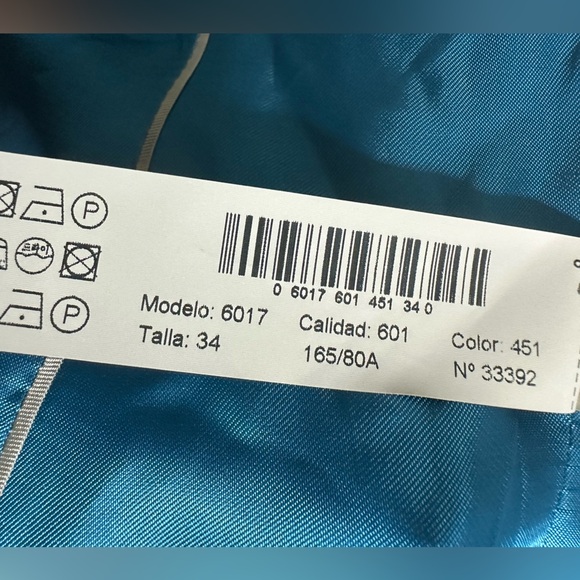 P
드라이
P
0 6017 601 451 34 0
Modelo: 6017 Calidad: 601 Color: 451
Talla: 34 165/80A Nº 33392